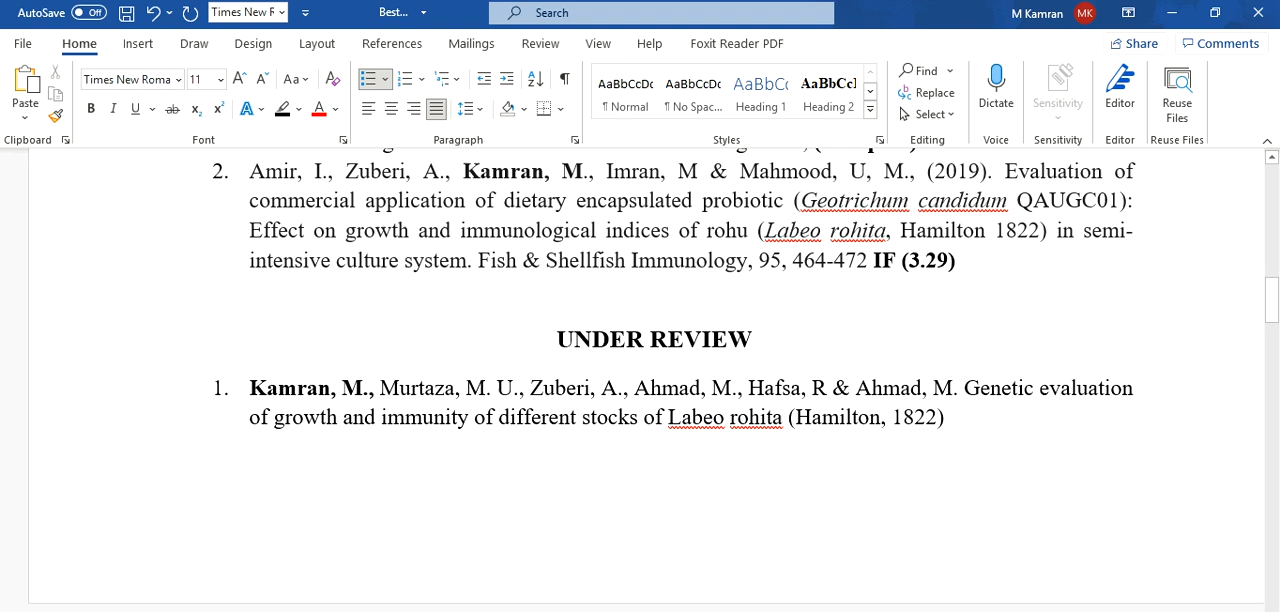 AutoSave Off Times New F Best... Search M Kamran MK
File Home Insert Draw Design Layout References Mailings Review View Help Foxit Reader PDF Share Comments
Paste Times New Roma 11 A A Aa A
B I U ab x2 x2 A A
AaBbCcDc AaBbCcDc AaBbCc AaBbCcI
¶ Normal ¶ No Spac... Heading 1 Heading 2
Find
Replace
Select
Dictate Sensitivity Editor Reuse Files
Clipboard Font Paragraph Styles Editing Voice Sensitivity Editor Reuse Files
2. Amir, I., Zuberi, A., Kamran, M., Imran, M & Mahmood, U, M., (2019). Evaluation of
commercial application of dietary encapsulated probiotic (Geotrichum candidum QAUGC01):
Effect on growth and immunological indices of rohu (Labeo rohita, Hamilton 1822) in semi-
intensive culture system. Fish & Shellfish Immunology, 95, 464-472 IF (3.29)
UNDER REVIEW
1. Kamran, M., Murtaza, M. U., Zuberi, A., Ahmad, M., Hafsa, R & Ahmad, M. Genetic evaluation
of growth and immunity of different stocks of Labeo rohita (Hamilton, 1822)